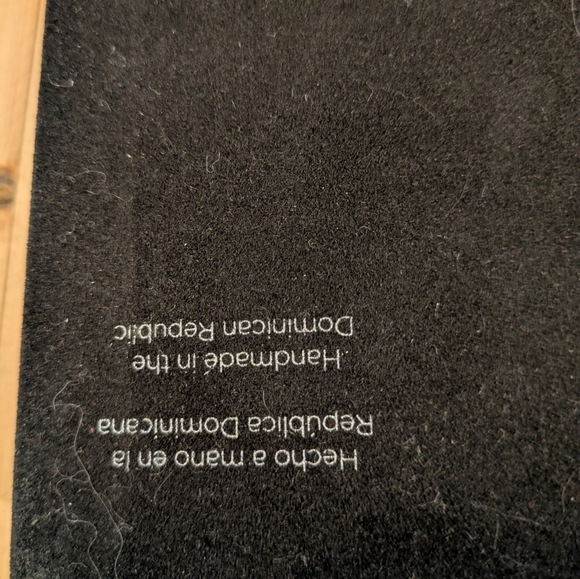 Hecho a mano en la
República Dominicana
Handmade in the
Dominican Republic